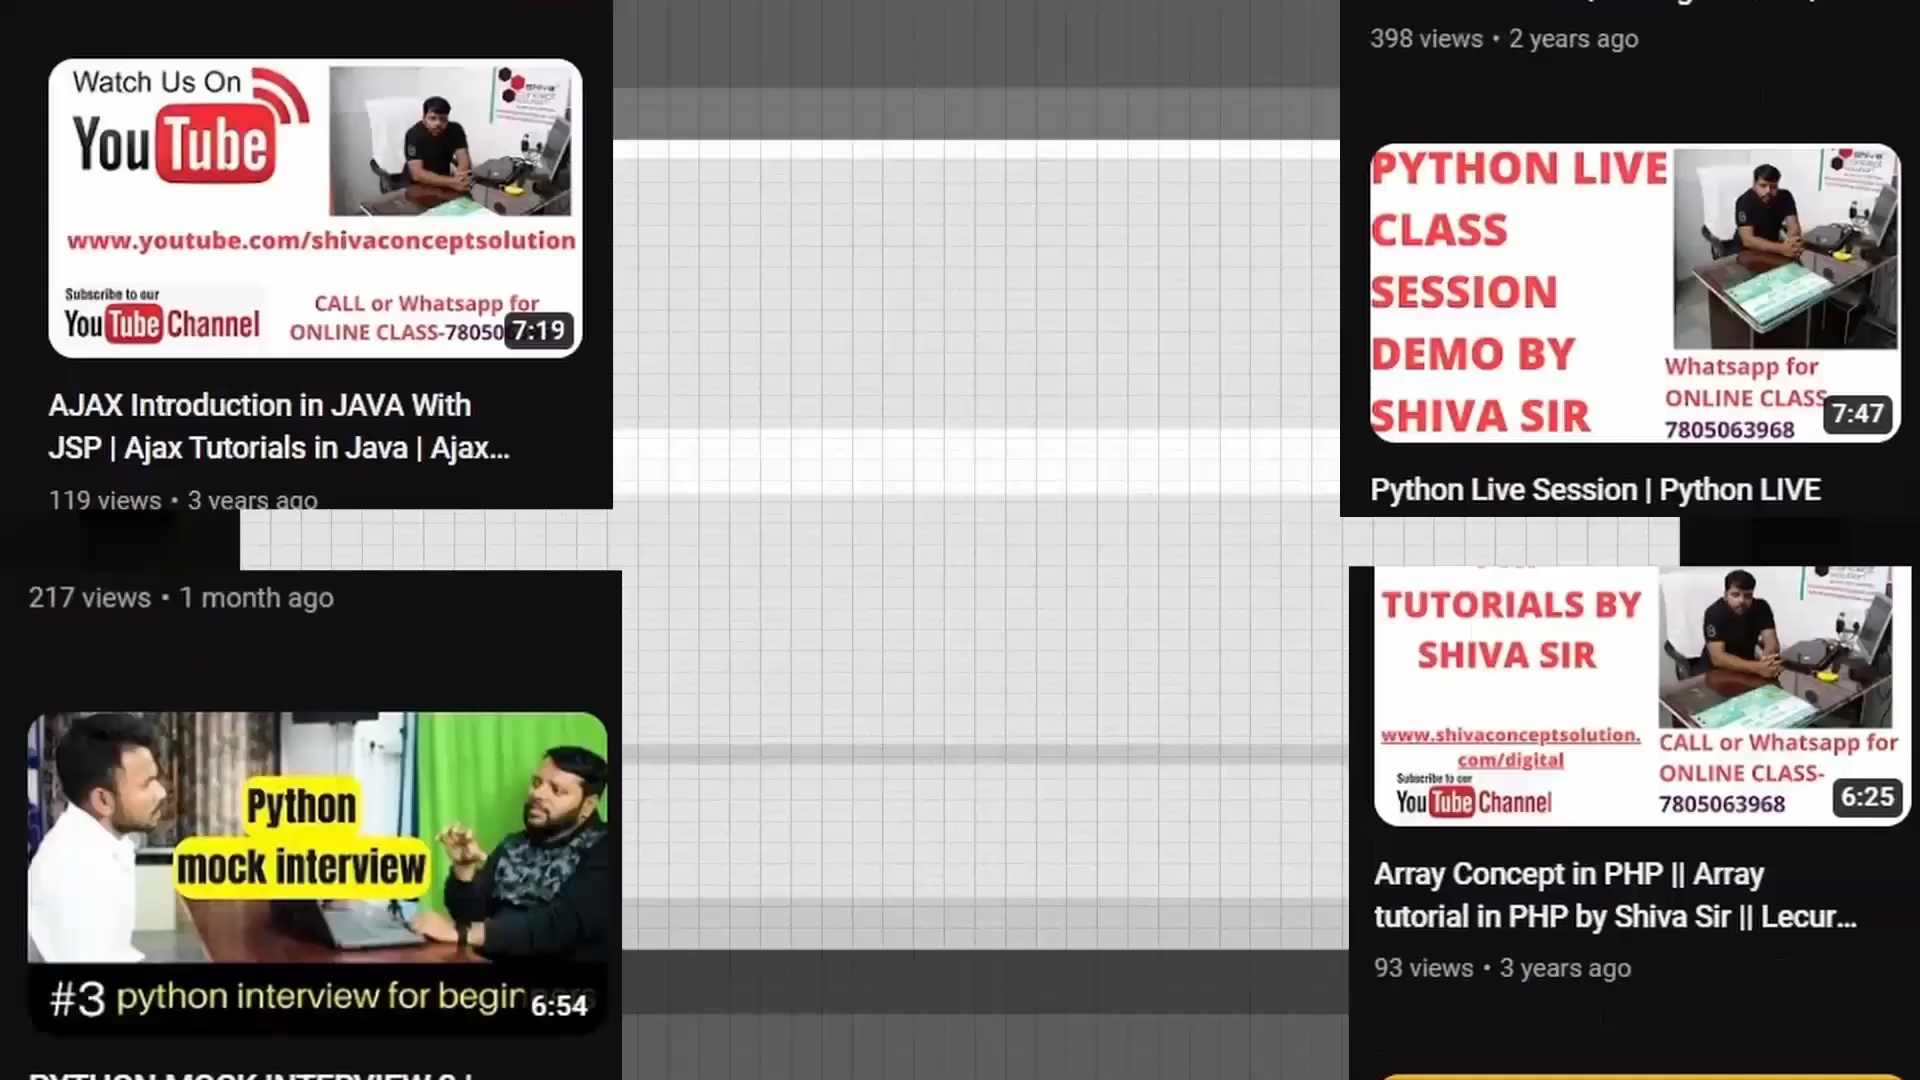 Watch Us On
YouTube
www.youtube.com/shivaconceptsolution
Subscribe to our
YouTube Channel
CALL or Whatsapp for
ONLINE CLASS-78050
7:19
AJAX Introduction in JAVA With
JSP | Ajax Tutorials in Java | Ajax...
119 views • 3 years ago
398 views • 2 years ago
PYTHON LIVE
CLASS
SESSION
DEMO BY
SHIVA SIR
Whatsapp for
ONLINE CLASS
7805063968
7:47
Python Live Session | Python LIVE
217 views • 1 month ago
Python
mock interview
#3 python interview for beginners
6:54
PYTHON MOCK INTERVIEW
TUTORIALS BY
SHIVA SIR
www.shivaconceptsolution.
com/digital
Subscribe to our
YouTube Channel
CALL or Whatsapp for
ONLINE CLASS-
7805063968
6:25
Array Concept in PHP || Array
tutorial in PHP by Shiva Sir || Lecur...
93 views • 3 years ago